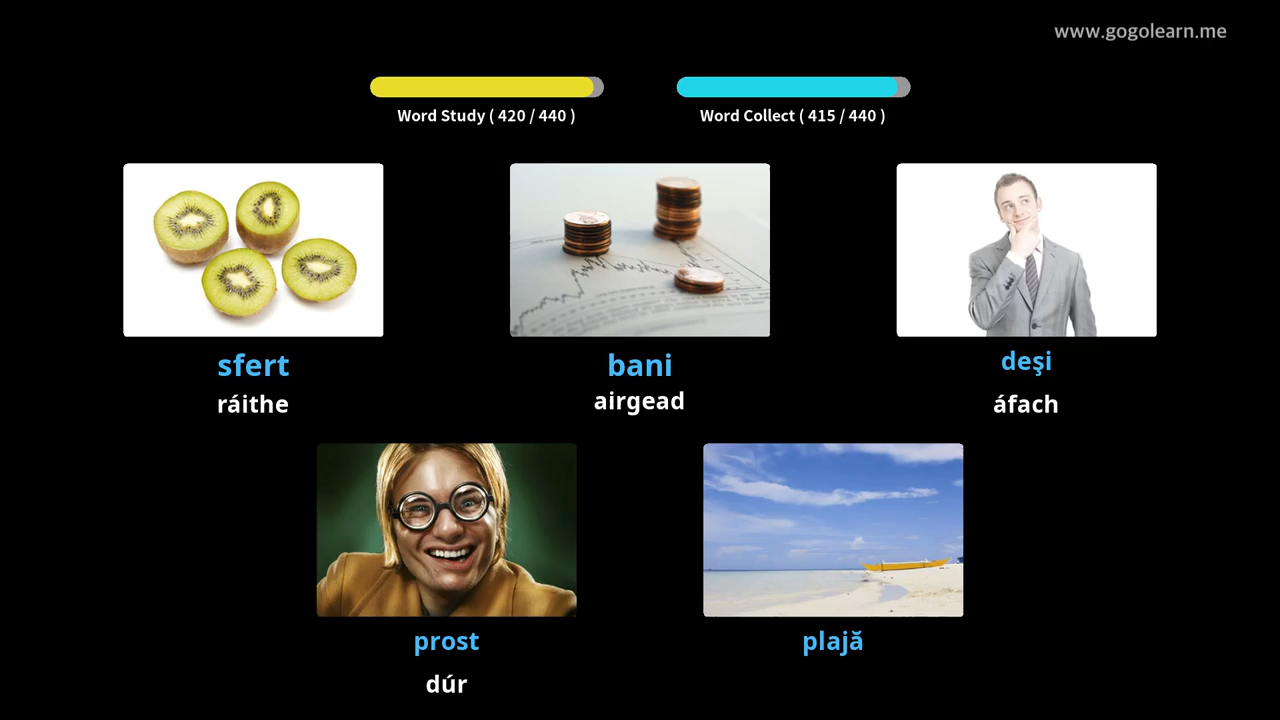 www.gogolearn.me
Word Study ( 420 / 440 )
Word Collect ( 415 / 440 )
sfert
ráithe
bani
airgead
deşi
áfach
prost
dúr
plajă